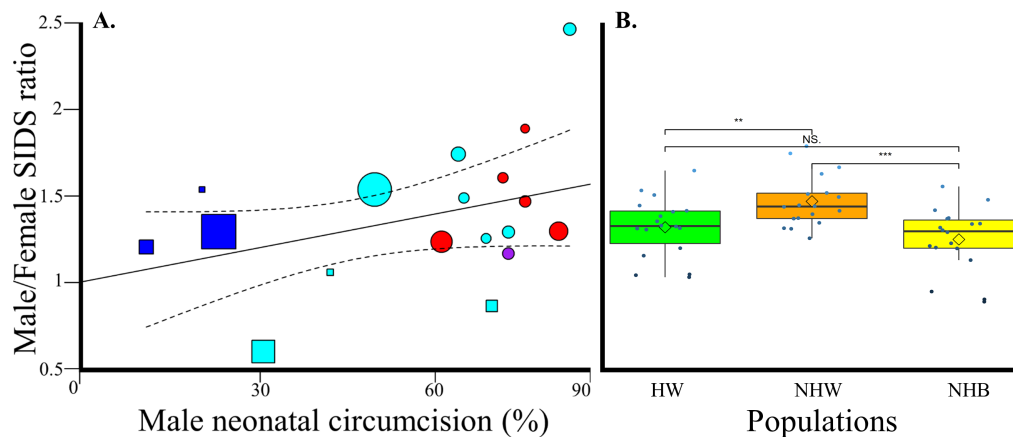 A.
Male/Female SIDS ratio
2.5
2
1.5
1
0.5
0
30
60
90
Male neonatal circumcision (%)
B.
**
NS.
***
HW
NHW
NHB
Populations